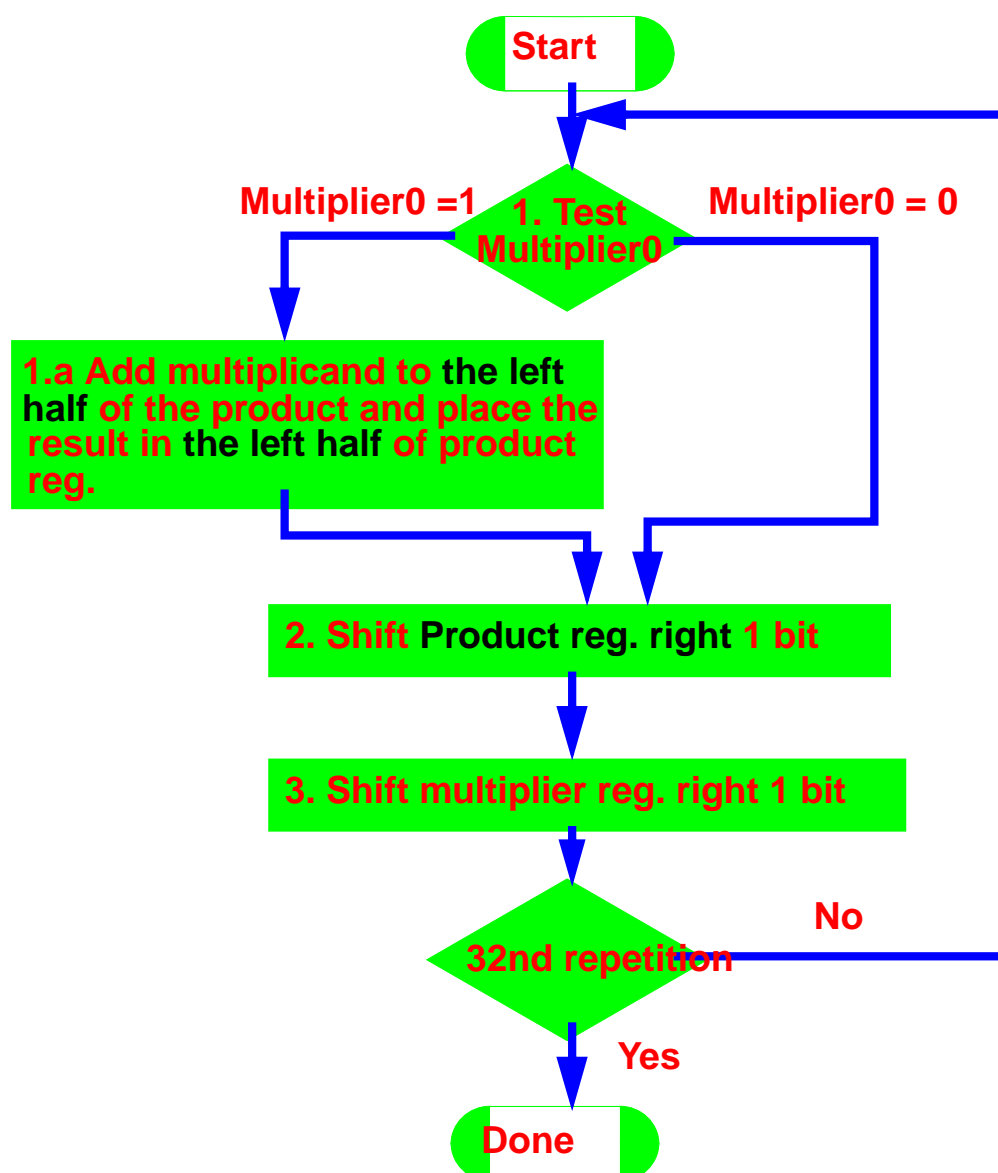 Start
Multiplier0 =1
1. Test
Multiplier0
Multiplier0 = 0
1.a Add multiplicand to the left
half of the product and place the
result in the left half of product
reg.
2. Shift Product reg. right 1 bit
3. Shift multiplier reg. right 1 bit
32nd repetition
No
Yes
Done